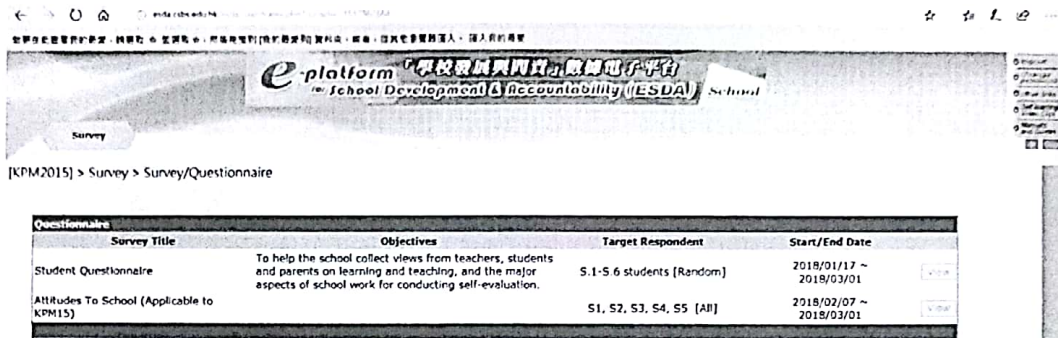 e-platform「學校發展與問責」數據電子平台
for School Development & Accountability (ESDA) School
Survey
[KPM2015] > Survey > Survey/Questionnaire
Questionnaire
Survey Title Objectives Target Respondent Start/End Date
Student Questionnaire To help the school collect views from teachers, students and parents on learning and teaching, and the major aspects of school work for conducting self-evaluation. S.1-S.6 students [Random] 2018/01/17 ~ 2018/03/01 View
Attitudes To School (Applicable to KPM15) S1, S2, S3, S4, S5 [All] 2018/02/07 ~ 2018/03/01 View